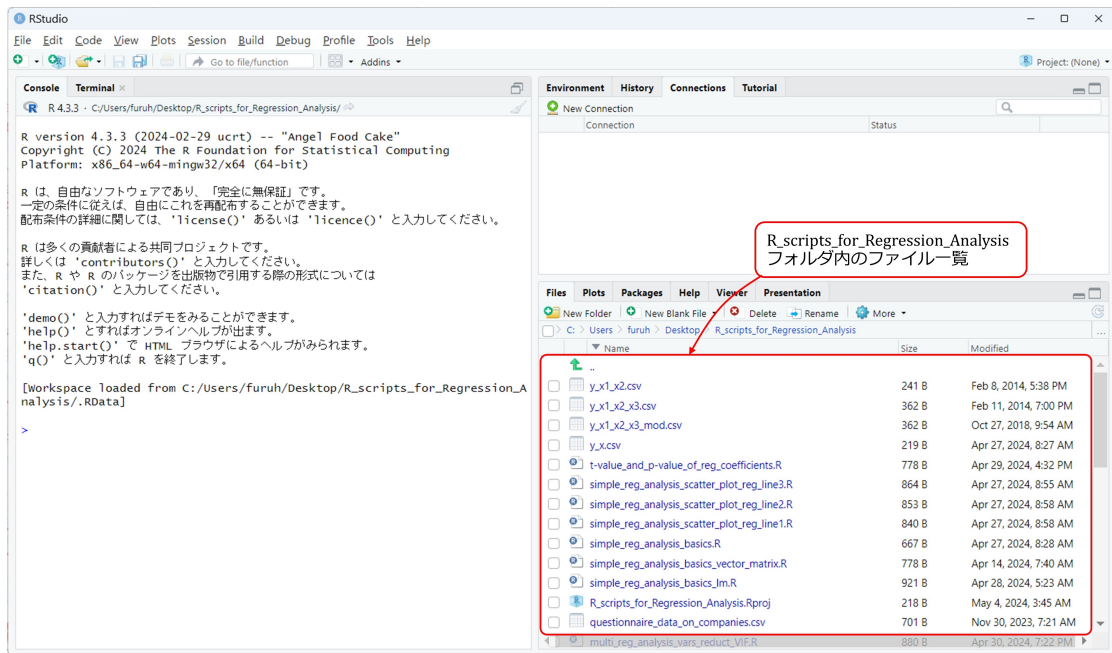 RStudio
File Edit Code View Plots Session Build Debug Profile Tools Help
Go to file/function Addins Project: (None)
Console Terminal
R 4.3.3 · C:/Users/furuh/Desktop/R_scripts_for_Regression_Analysis/
R version 4.3.3 (2024-02-29 ucrt) -- "Angel Food Cake"
Copyright (C) 2024 The R Foundation for Statistical Computing
Platform: x86_64-w64-mingw32/x64 (64-bit)
R は、自由なソフトウェアであり、「完全に無保証」です。
一定の条件に従えば、自由にこれを再配布することができます。
配布条件の詳細に関しては、'license()' あるいは 'licence()' と入力してください。
R は多くの貢献者による共同プロジェクトです。
詳しくは 'contributors()' と入力してください。
また、R や R のパッケージを出版物で引用する際の形式については
'citation()' と入力してください。
'demo()' と入力すればデモをみることができます。
'help()' とすればオンラインヘルプが出ます。
'help.start()' で HTML ブラウザによるヘルプがみられます。
'q()' と入力すれば R を終了します。
[Workspace loaded from C:/Users/furuh/Desktop/R_scripts_for_Regression_A
nalysis/.RData]
>
Environment History Connections Tutorial
New Connection
Connection Status
R_scripts_for_Regression_Analysis
フォルダ内のファイル一覧
Files Plots Packages Help Viewer Presentation
New Folder New Blank File Delete Rename More
C: > Users > furuh > Desktop > R_scripts_for_Regression_Analysis
Name Size Modified
..
y_x1_x2.csv 241 B Feb 8, 2014, 5:38 PM
y_x1_x2_x3.csv 362 B Feb 11, 2014, 7:00 PM
y_x1_x2_x3_mod.csv 362 B Oct 27, 2018, 9:54 AM
y_x.csv 219 B Apr 27, 2024, 8:27 AM
t-value_and_p-value_of_reg_coefficients.R 778 B Apr 29, 2024, 4:32 PM
simple_reg_analysis_scatter_plot_reg_line3.R 864 B Apr 27, 2024, 8:55 AM
simple_reg_analysis_scatter_plot_reg_line2.R 853 B Apr 27, 2024, 8:58 AM
simple_reg_analysis_scatter_plot_reg_line1.R 840 B Apr 27, 2024, 8:58 AM
simple_reg_analysis_basics.R 667 B Apr 27, 2024, 8:28 AM
simple_reg_analysis_basics_vector_matrix.R 778 B Apr 14, 2024, 7:40 AM
simple_reg_analysis_basics_lm.R 921 B Apr 28, 2024, 5:23 AM
R_scripts_for_Regression_Analysis.Rproj 218 B May 4, 2024, 3:45 AM
questionnaire_data_on_companies.csv 701 B Nov 30, 2023, 7:21 AM
multi_reg_analysis_vars_reduct_VIF.R 880 B Apr 30, 2024, 7:22 PM